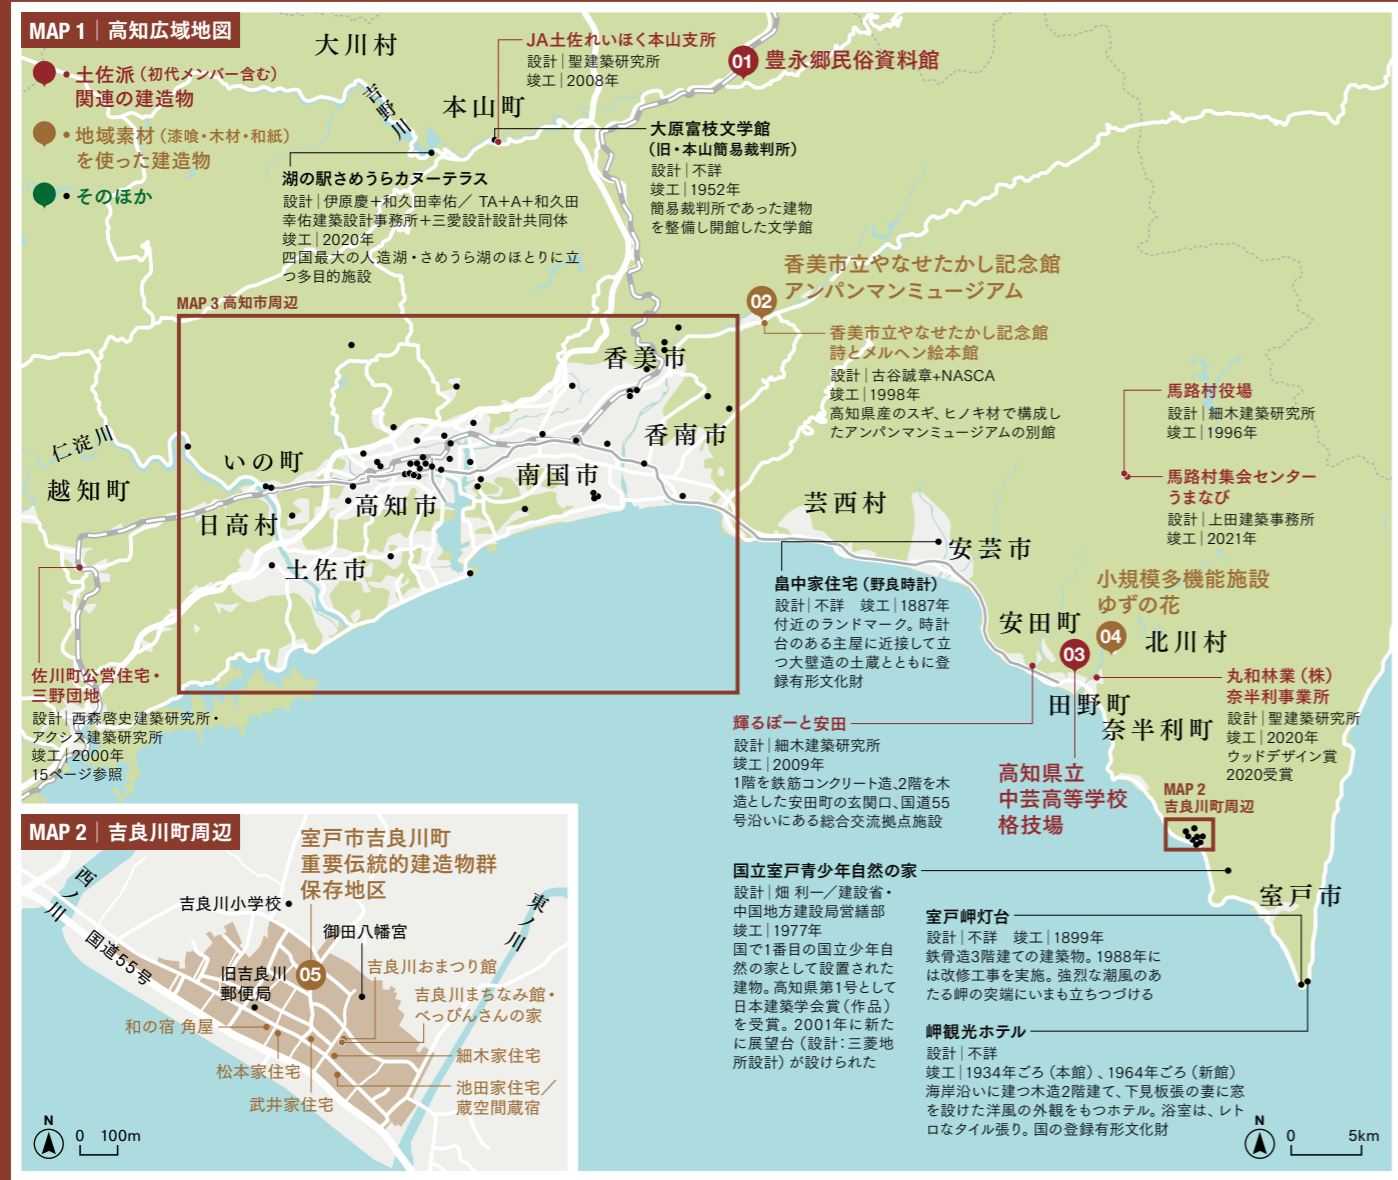 MAP 1｜高知広域地図
土佐派（初代メンバー含む）
関連の建造物
地域素材（漆喰・木材・和紙）
を使った建造物
そのほか
大川村
吉野川
本山町
JA土佐れいほく本山支所
設計｜聖建築研究所
竣工｜2008年
01 豊永郷民俗資料館
大原富枝文学館
（旧・本山簡易裁判所）
設計｜不詳
竣工｜1952年
簡易裁判所であった建物
を整備し開館した文学館
湖の駅さめうらカヌーテラス
設計｜伊原慶＋和久田幸佑／ TA+A＋和久田
幸佑建築設計事務所＋三愛設計設計共同体
竣工｜2020年
四国最大の人造湖・さめうら湖のほとりに立
つ多目的施設
MAP 3 高知市周辺
香美市立やなせたかし記念館
アンパンマンミュージアム
02
香美市立やなせたかし記念館
詩とメルヘン絵本館
設計｜古谷誠章+NASCA
竣工｜1998年
高知県産のスギ、ヒノキ材で構成し
たアンパンマンミュージアムの別館
香美市
香南市
南国市
高知市
いの町
仁淀川
越知町
日高村
土佐市
馬路村役場
設計｜細木建築研究所
竣工｜1996年
馬路村集会センター
うまなび
設計｜上田建築事務所
竣工｜2021年
芸西村
安芸市
畠中家住宅（野良時計）
設計｜不詳　竣工｜1887年
付近のランドマーク。時計
台のある主屋に近接して立
つ大壁造の土蔵とともに登
録有形文化財
小規模多機能施設
ゆずの花
04
安田町
03
北川村
田野町
奈半利町
丸和林業（株）
奈半利事業所
設計｜聖建築研究所
竣工｜2020年
ウッドデザイン賞
2020受賞
佐川町公営住宅・
三野団地
設計｜西森啓史建築研究所・
アクシス建築研究所
竣工｜2000年
15ページ参照
輝るぽーと安田
設計｜細木建築研究所
竣工｜2009年
1階を鉄筋コンクリート造、2階を木
造とした安田町の玄関口、国道55
号沿いにある総合交流拠点施設
高知県立
中芸高等学校
格技場
MAP 2
吉良川町周辺
国立室戸青少年自然の家
設計｜畑 利一／建設省・
中国地方建設局営繕部
竣工｜1977年
国で1番目の国立少年自
然の家として設置された
建物。高知県第1号として
日本建築学会賞（作品）
を受賞。2001年に新た
に展望台（設計：三菱地
所設計）が設けられた
室戸市
室戸岬灯台
設計｜不詳　竣工｜1899年
鉄骨造3階建ての建築物。1988年に
は改修工事を実施。強烈な潮風のあ
たる岬の突端にいまも立ちつづける
岬観光ホテル
設計｜不詳
竣工｜1934年ごろ（本館）、1964年ごろ（新館）
海岸沿いに建つ木造2階建て、下見板張の妻に窓
を設けた洋風の外観をもつホテル。浴室は、レト
ロなタイル張り。国の登録有形文化財
N
0 5km
MAP 2｜吉良川町周辺
室戸市吉良川町
重要伝統的建造物群
保存地区
05
西ノ川
東ノ川
国道55号
吉良川小学校
御田八幡宮
旧吉良川
郵便局
吉良川おまつり館
吉良川まちなみ館・
べっぴんさんの家
和の宿 角屋
松本家住宅
武井家住宅
細木家住宅
池田家住宅／
蔵空間蔵宿
N
0 100m